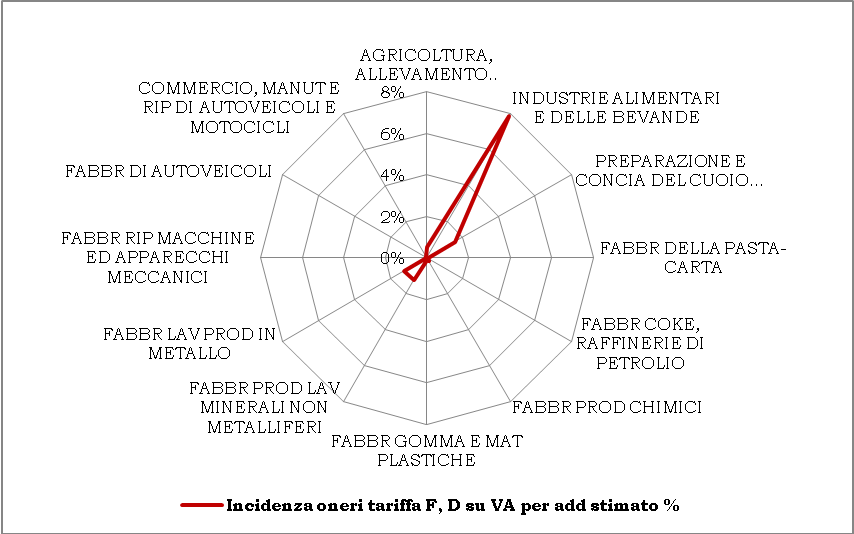 AGRICOLTURA,
ALLEVAMENTO..
INDUSTRIE ALIMENTARI
E DELLE BEVANDE
PREPARAZIONE E
CONCIA DEL CUOIO...
FABBR DELLA PASTA-
CARTA
FABBR COKE,
RAFFINERIE DI
PETROLIO
FABBR PROD CHIMICI
FABBR GOMMA E MAT
PLASTICHE
FABBR PROD LAV
MINERALI NON
METALLIFERI
FABBR LAV PROD IN
METALLO
FABBR RIP MACCHINE
ED APPARECCHI
MECCANICI
FABBR DI AUTOVEICOLI
COMMERCIO, MANUT E
RIP DI AUTOVEICOLI E
MOTOCICLI
8%
6%
4%
2%
0%
Incidenza oneri tariffa F, D su VA per add stimato %